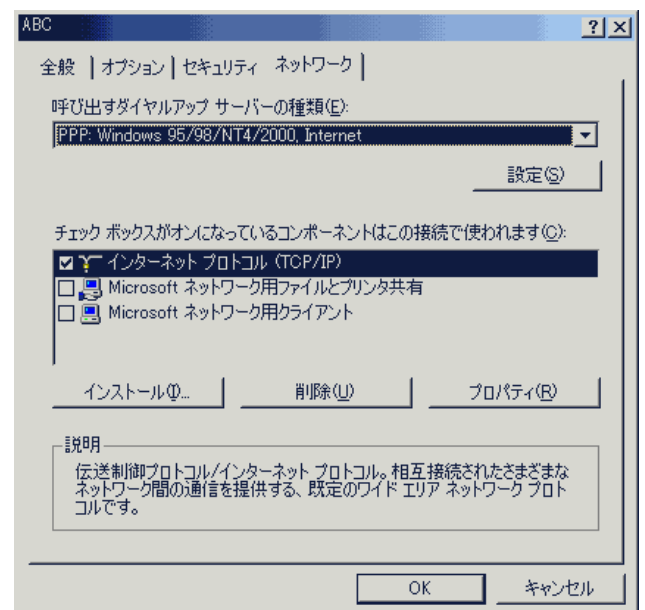 ABC
全般 オプション セキュリティ ネットワーク
呼び出すダイヤルアップ サーバーの種類(E):
PPP: Windows 95/98/NT4/2000, Internet
設定(S)
チェック ボックスがオンになっているコンポーネントはこの接続で使われます(C):
インターネット プロトコル (TCP/IP)
Microsoft ネットワーク用ファイルとプリンタ共有
Microsoft ネットワーク用クライアント
インストール(I)... 削除(U) プロパティ(R)
説明
伝送制御プロトコル/インターネット プロトコル。相互接続されたさまざまな
ネットワーク間の通信を提供する、既定のワイド エリア ネットワーク プロト
コルです。
OK キャンセル